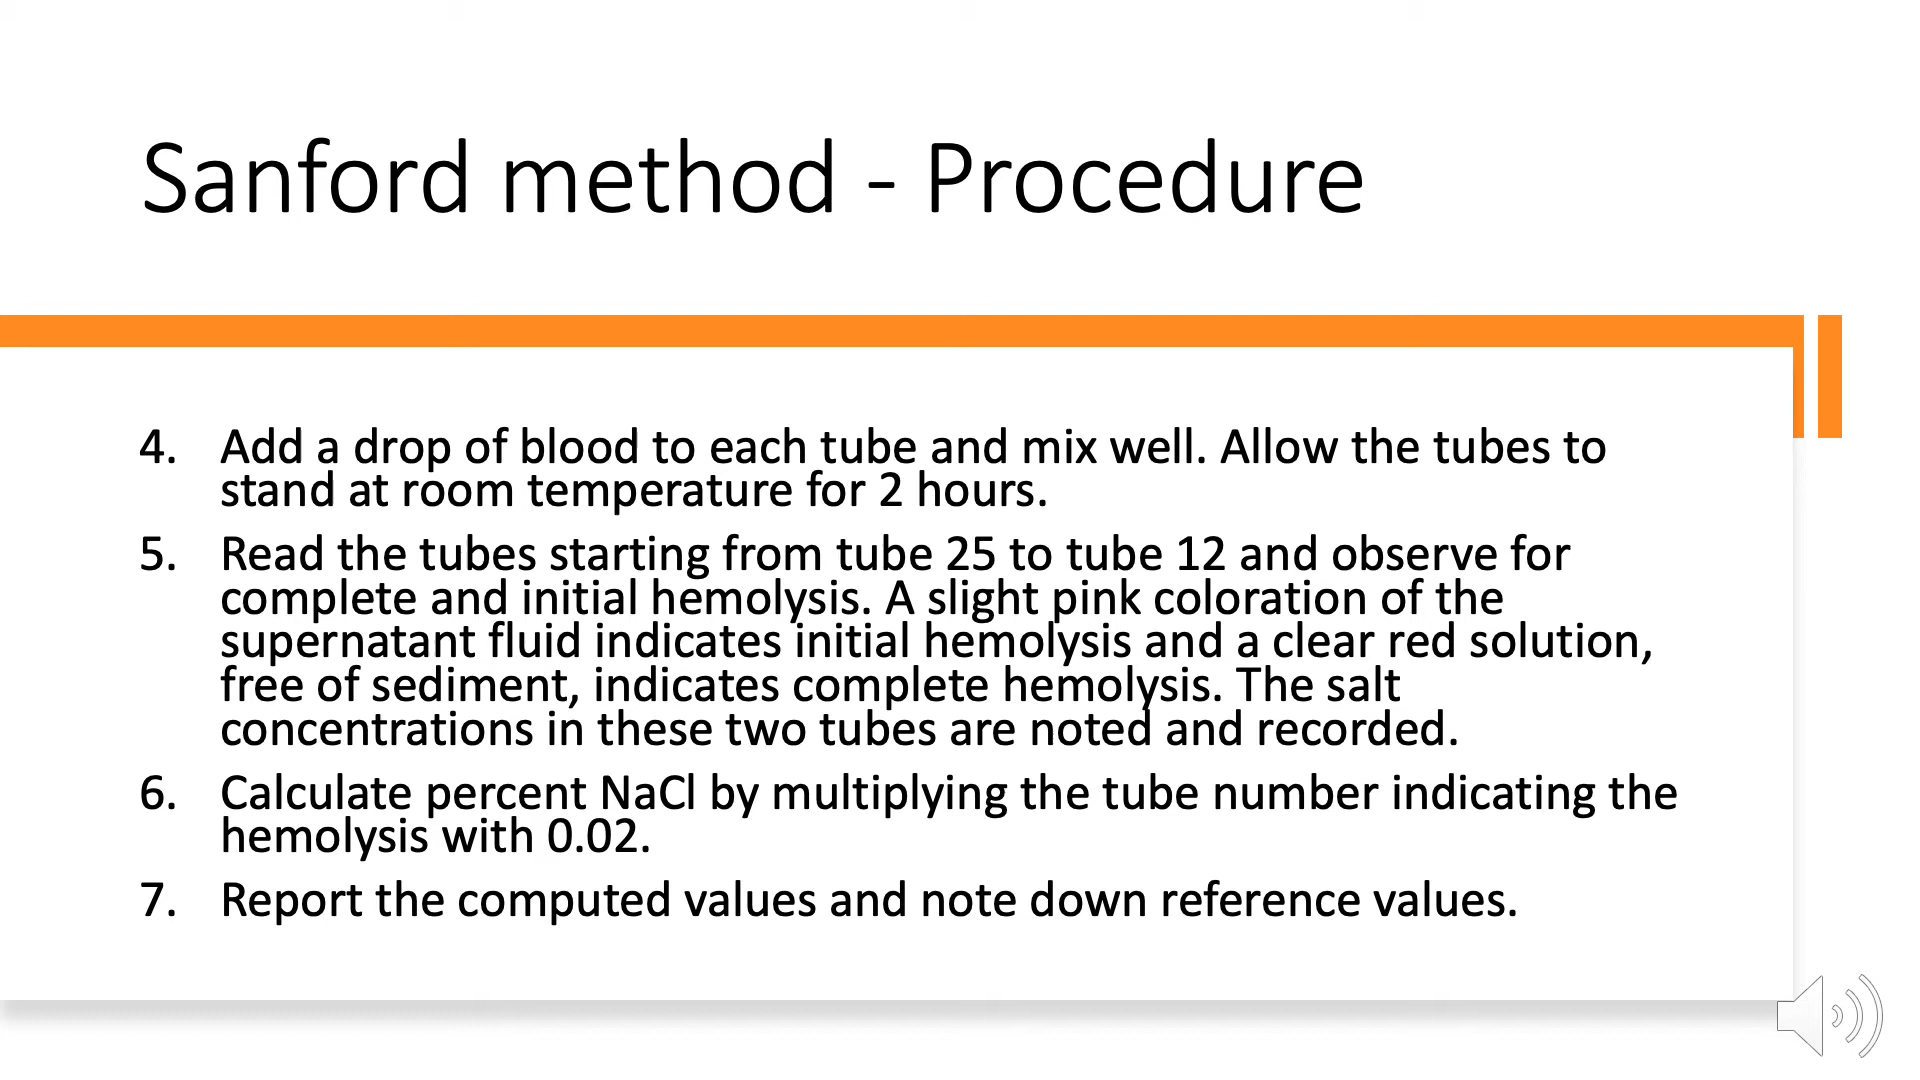 Sanford method - Procedure
4. Add a drop of blood to each tube and mix well. Allow the tubes to
stand at room temperature for 2 hours.
5. Read the tubes starting from tube 25 to tube 12 and observe for
complete and initial hemolysis. A slight pink coloration of the
supernatant fluid indicates initial hemolysis and a clear red solution,
free of sediment, indicates complete hemolysis. The salt
concentrations in these two tubes are noted and recorded.
6. Calculate percent NaCl by multiplying the tube number indicating the
hemolysis with 0.02.
7. Report the computed values and note down reference values.